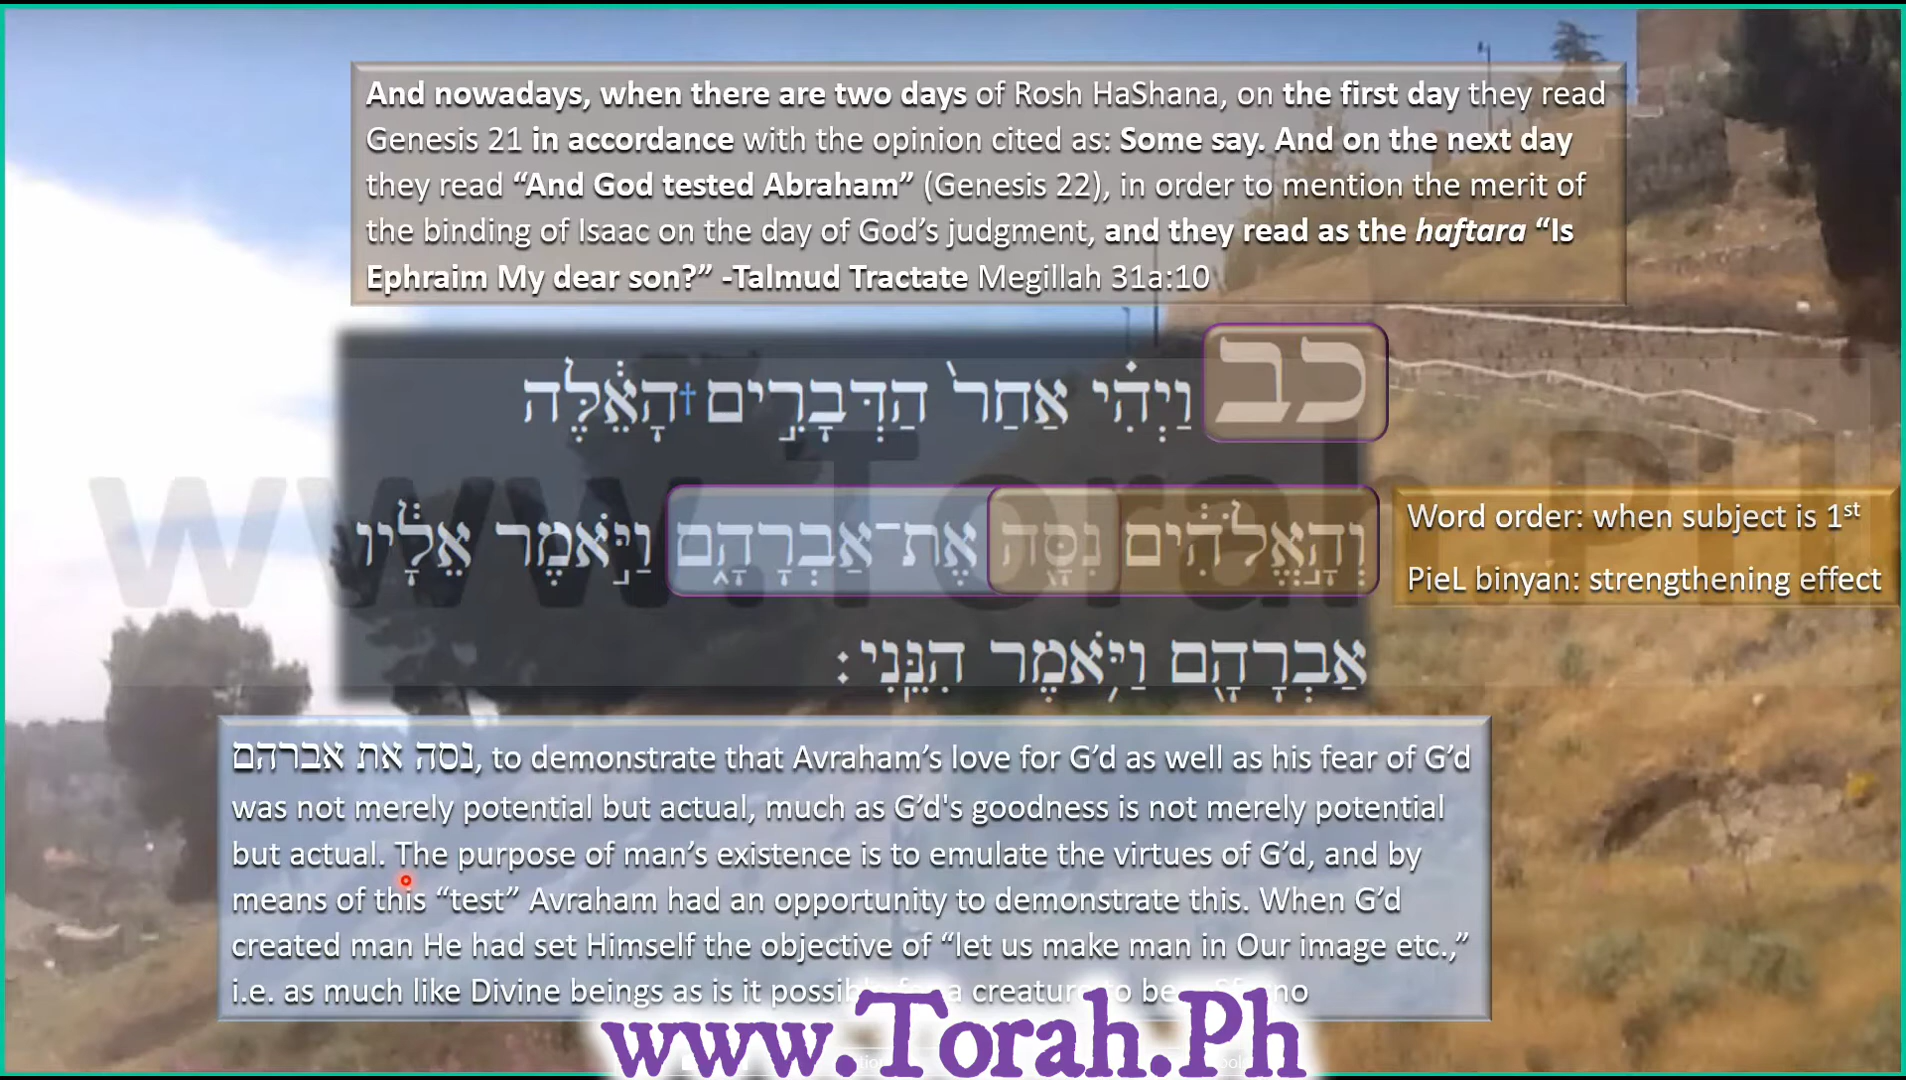 And nowadays, when there are two days of Rosh HaShana, on the first day they read
Genesis 21 in accordance with the opinion cited as: Some say. And on the next day
they read “And God tested Abraham” (Genesis 22), in order to mention the merit of
the binding of Isaac on the day of God’s judgment, and they read as the haftara “Is
Ephraim My dear son?” -Talmud Tractate Megillah 31a:10
כב וַיְהִ֗י אַחַר֙ הַדְּבָרִ֣ים †הָאֵ֔לֶּה
וְהָ֣אֱלֹהִ֔ים נִסָּ֖ה אֶת־אַבְרָהָ֑ם וַיֹּ֣אמֶר אֵלָ֔יו
אַבְרָהָ֖ם וַיֹּ֥אמֶר הִנֵּֽנִי׃
Word order: when subject is 1st
PieL binyan: strengthening effect
נסה את אברהם, to demonstrate that Avraham’s love for G’d as well as his fear of G’d
was not merely potential but actual, much as G’d's goodness is not merely potential
but actual. The purpose of man’s existence is to emulate the virtues of G’d, and by
means of this “test” Avraham had an opportunity to demonstrate this. When G’d
created man He had set Himself the objective of “let us make man in Our image etc.,”
i.e. as much like Divine beings as is it possible for a creature to be.
www.Torah.Ph
www.Torah.PH